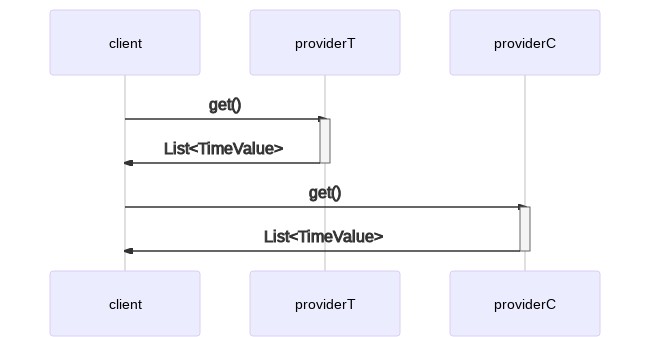 client
providerT
providerC
get()
List<TimeValue>
get()
List<TimeValue>
client
providerT
providerC